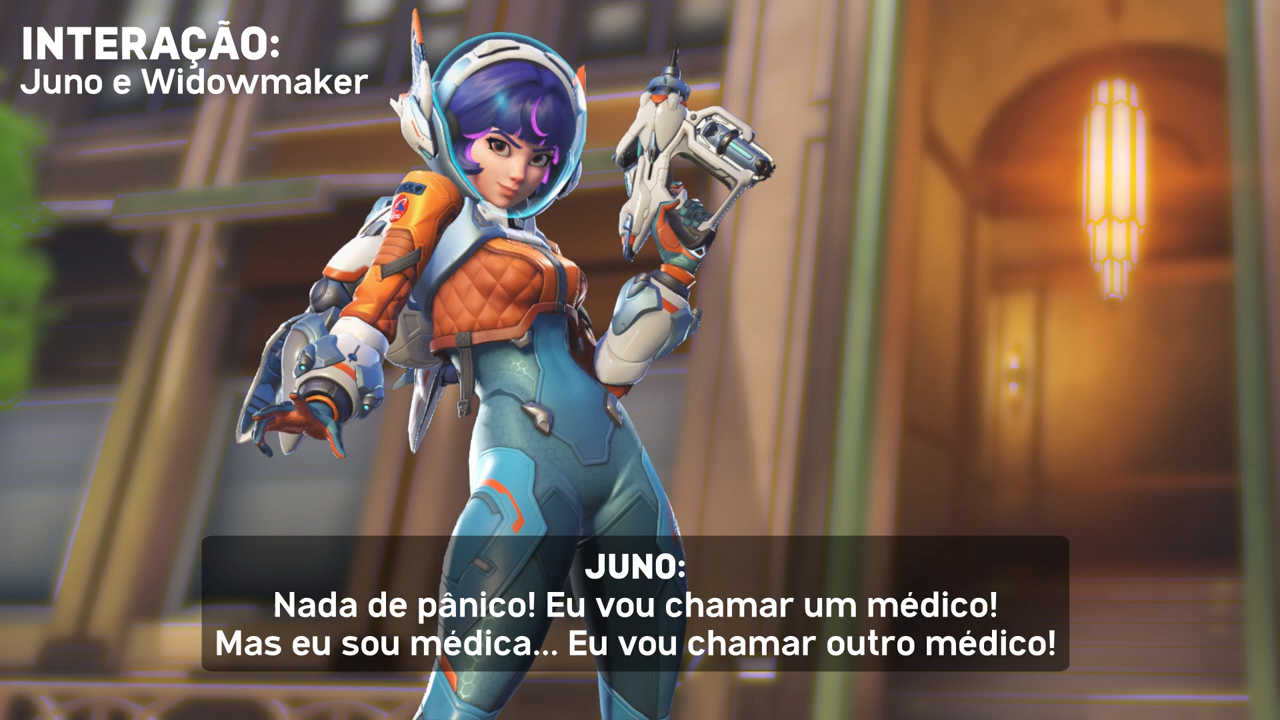 INTERAÇÃO:
Juno e Widowmaker
JUNO:
Nada de pânico! Eu vou chamar um médico!
Mas eu sou médica... Eu vou chamar outro médico!